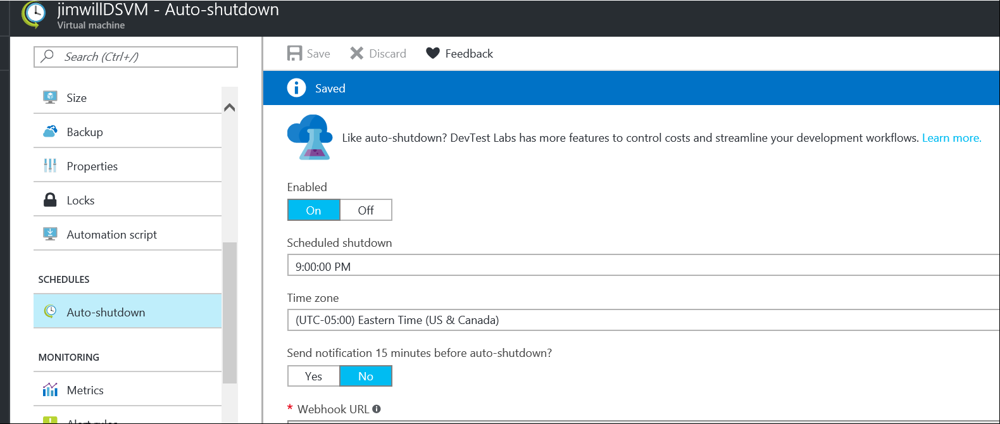 jimwillDSVM - Auto-shutdown
Virtual machine
Search (Ctrl+/)
Size
Backup
Properties
Locks
Automation script
SCHEDULES
Auto-shutdown
MONITORING
Metrics
Alert rules
Save Discard Feedback
Saved
Like auto-shutdown? DevTest Labs has more features to control costs and streamline your development workflows. Learn more.
Enabled
On Off
Scheduled shutdown
9:00:00 PM
Time zone
(UTC-05:00) Eastern Time (US & Canada)
Send notification 15 minutes before auto-shutdown?
Yes No
* Webhook URL